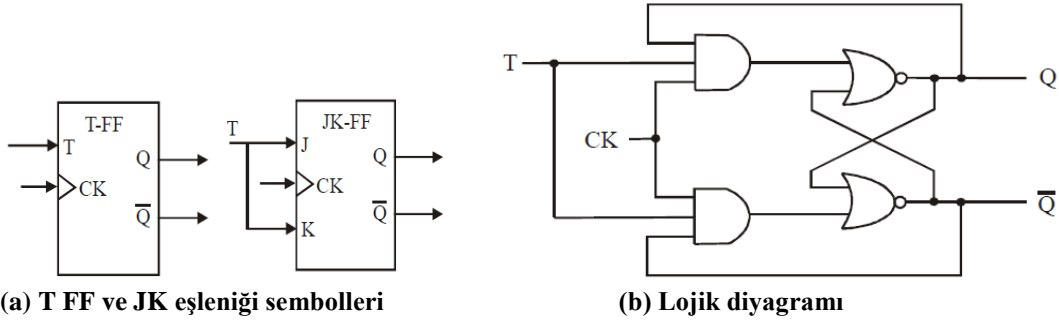 T-FF
T
Q
CK
Q̅
T
JK-FF
J
Q
CK
Q̅
K
(a) T FF ve JK eşleniği sembolleri
T
CK
Q
Q̅
(b) Lojik diyagramı